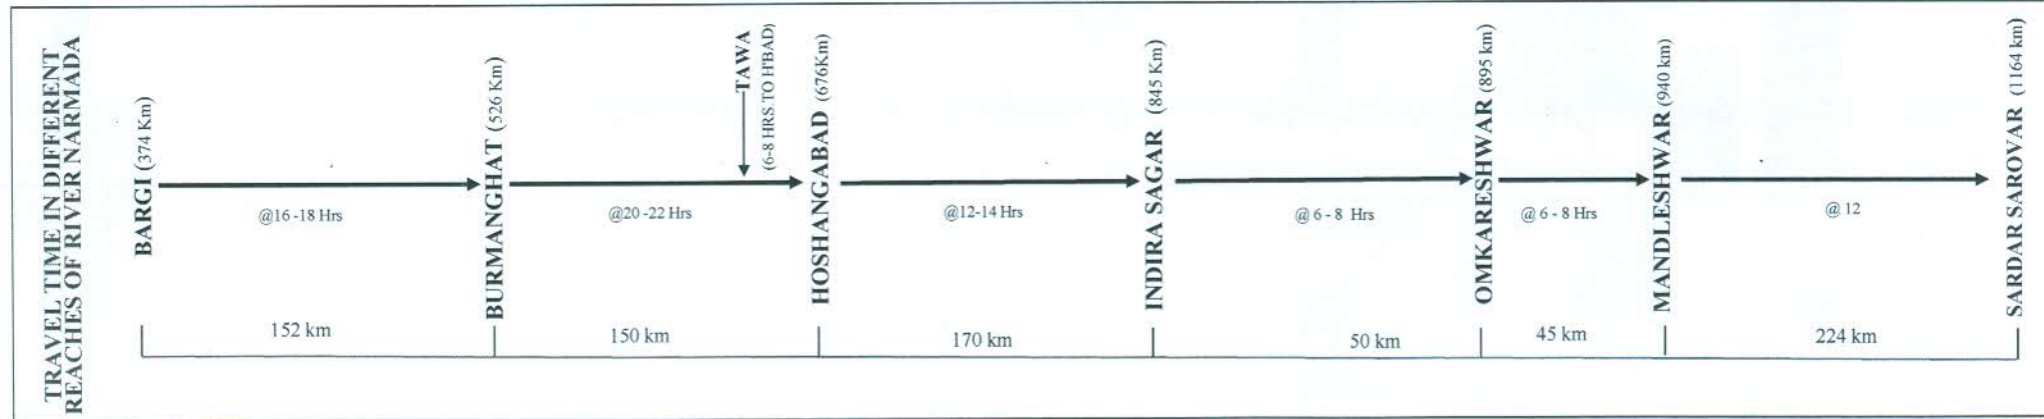 TRAVEL TIME IN DIFFERENT
REACHES OF RIVER NARMADA
BARGI (374 Km)
@16 -18 Hrs
152 km
BURMANGHAT (526 Km)
@20 -22 Hrs
150 km
TAWA
(6-8 HRS.TO H'BAD)
HOSHANGABAD (676Km)
@12-14 Hrs
170 km
INDIRA SAGAR (845 Km)
@ 6 - 8 Hrs
50 km
OMKARESHWAR (895 km)
@ 6 - 8 Hrs
45 km
MANDLESHWAR (940 km)
@ 12
224 km
SARDAR SAROVAR (1164 km)